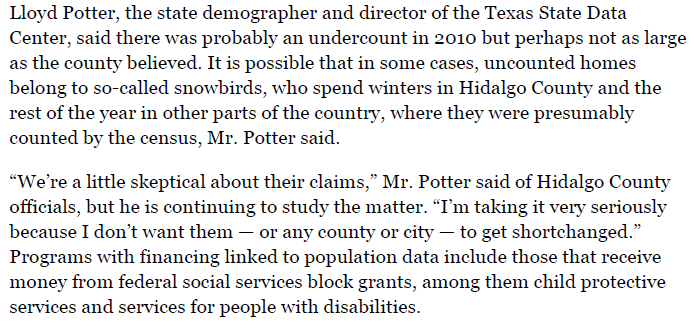 Lloyd Potter, the state demographer and director of the Texas State Data
Center, said there was probably an undercount in 2010 but perhaps not as large
as the county believed. It is possible that in some cases, uncounted homes
belong to so-called snowbirds, who spend winters in Hidalgo County and the
rest of the year in other parts of the country, where they were presumably
counted by the census, Mr. Potter said.
“We’re a little skeptical about their claims,” Mr. Potter said of Hidalgo County
officials, but he is continuing to study the matter. “I’m taking it very seriously
because I don’t want them — or any county or city — to get shortchanged.”
Programs with financing linked to population data include those that receive
money from federal social services block grants, among them child protective
services and services for people with disabilities.